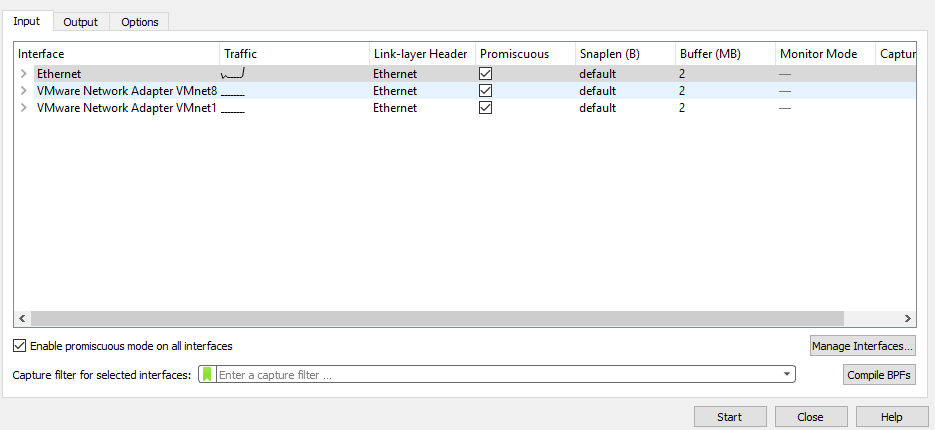 Input Output Options
Interface Traffic Link-layer Header Promiscuous Snaplen (B) Buffer (MB) Monitor Mode Captur
Ethernet Ethernet default 2 —
VMware Network Adapter VMnet8 Ethernet default 2 —
VMware Network Adapter VMnet1 Ethernet default 2 —
Enable promiscuous mode on all interfaces Manage Interfaces...
Capture filter for selected interfaces: Enter a capture filter ... Compile BPFs
Start Close Help